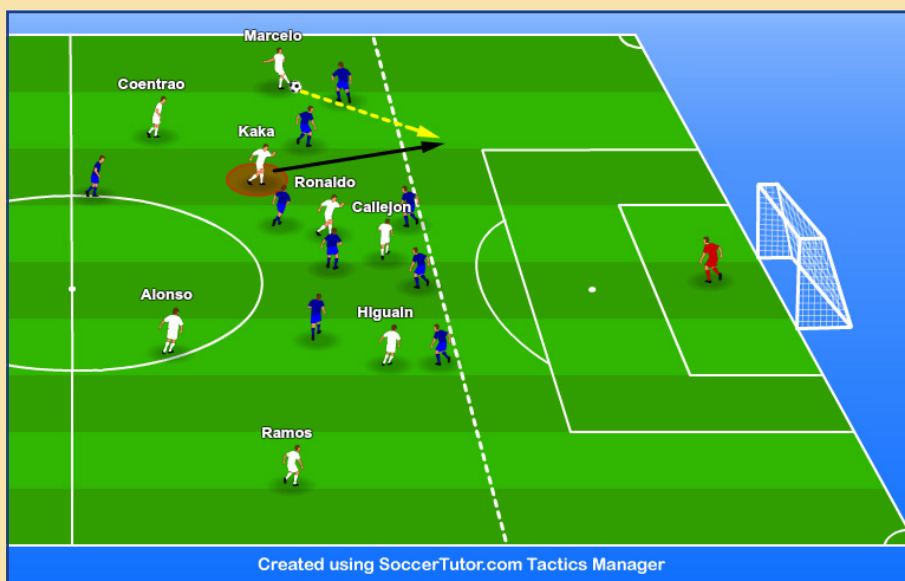 Marcelo
Coentrao
Kaka
Ronaldo
Callejon
Alonso
Higuain
Ramos
Created using SoccerTutor.com Tactics Manager